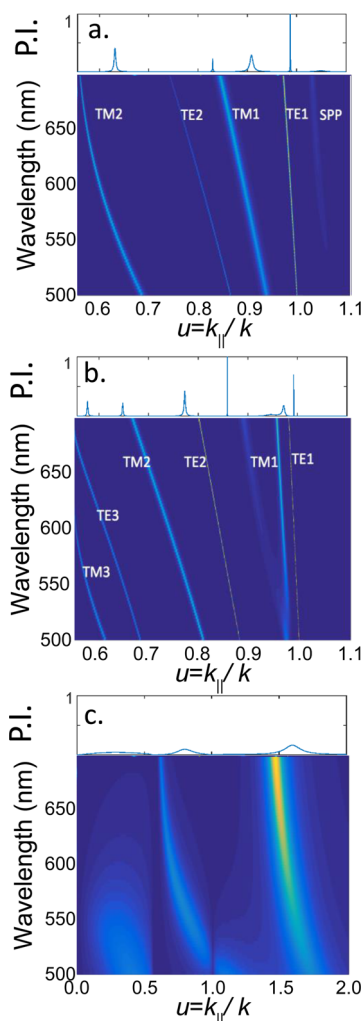 1
a.
P.I.
TM2
TE2
TM1
TE1
SPP
650
600
550
500
Wavelength (nm)
0.6 0.7 0.8 0.9 1.0 1.1
u=k||/ k
1
b.
P.I.
TM2
TE2
TM1
TE1
TE3
TM3
650
600
550
500
Wavelength (nm)
0.6 0.7 0.8 0.9 1.0 1.1
u=k||/ k
1
c.
P.I.
650
600
550
500
Wavelength (nm)
0.0 0.5 1.0 1.5 2.0
u=k||/ k